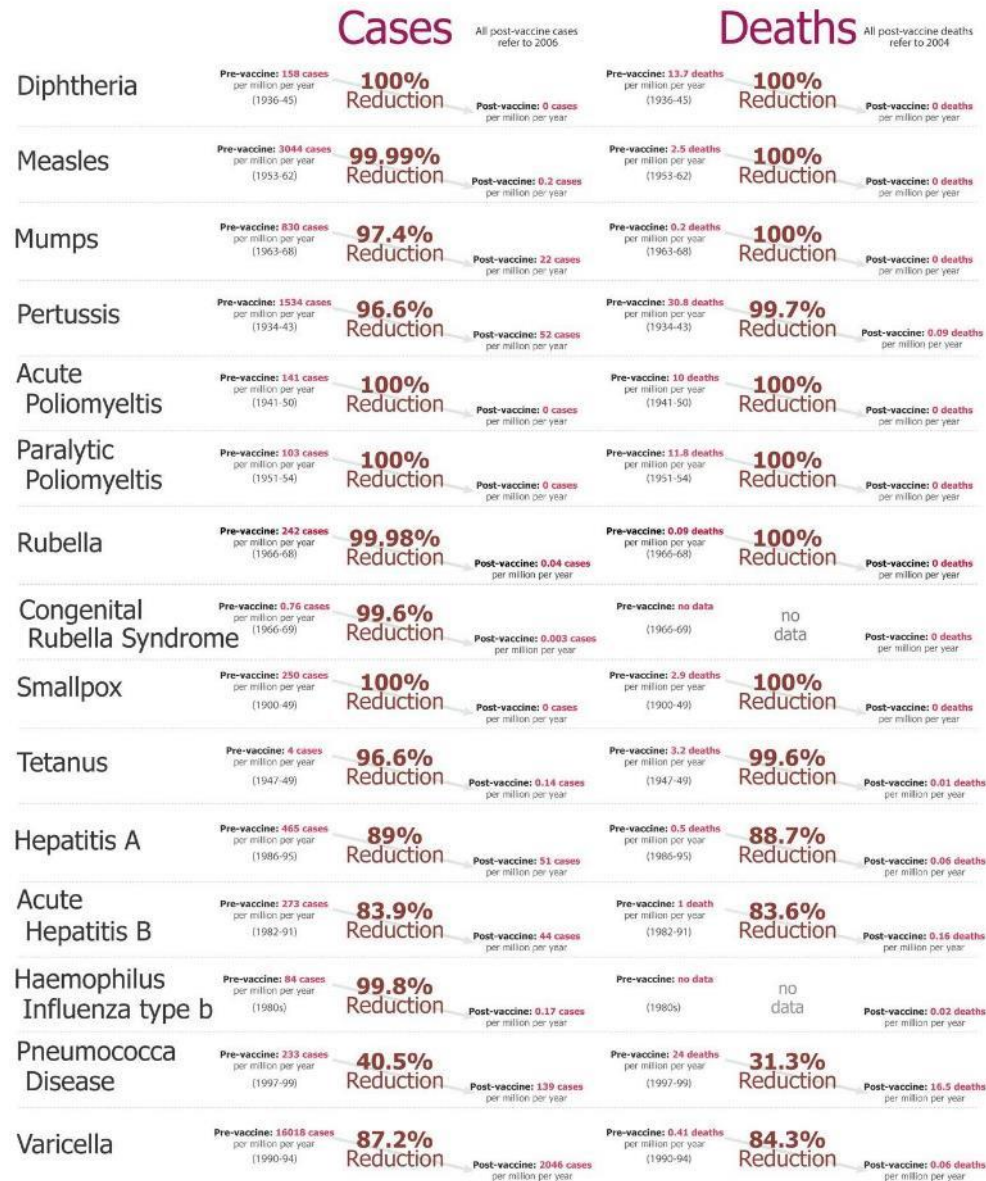 Cases
All post-vaccine cases
refer to 2006
Deaths
All post-vaccine deaths
refer to 2004
Diphtheria
Pre-vaccine: 158 cases
per million per year
(1936-45)
100%
Reduction
Post-vaccine: 0 cases
per million per year
Pre-vaccine: 13.7 deaths
per million per year
(1936-45)
100%
Reduction
Post-vaccine: 0 deaths
per million per year
Measles
Pre-vaccine: 3044 cases
per million per year
(1953-62)
99.99%
Reduction
Post-vaccine: 0.2 cases
per million per year
Pre-vaccine: 2.5 deaths
per million per year
(1953-62)
100%
Reduction
Post-vaccine: 0 deaths
per million per year
Mumps
Pre-vaccine: 830 cases
per million per year
(1963-68)
97.4%
Reduction
Post-vaccine: 22 cases
per million per year
Pre-vaccine: 0.2 deaths
per million per year
(1963-68)
100%
Reduction
Post-vaccine: 0 deaths
per million per year
Pertussis
Pre-vaccine: 1534 cases
per million per year
(1934-43)
96.6%
Reduction
Post-vaccine: 52 cases
per million per year
Pre-vaccine: 30.8 deaths
per million per year
(1934-43)
99.7%
Reduction
Post-vaccine: 0.09 deaths
per million per year
Acute
Poliomyeltis
Pre-vaccine: 141 cases
per million per year
(1941-50)
100%
Reduction
Post-vaccine: 0 cases
per million per year
Pre-vaccine: 10 deaths
per million per year
(1941-50)
100%
Reduction
Post-vaccine: 0 deaths
per million per year
Paralytic
Poliomyeltis
Pre-vaccine: 103 cases
per million per year
(1951-54)
100%
Reduction
Post-vaccine: 0 cases
per million per year
Pre-vaccine: 11.8 deaths
per million per year
(1951-54)
100%
Reduction
Post-vaccine: 0 deaths
per million per year
Rubella
Pre-vaccine: 242 cases
per million per year
(1966-68)
99.98%
Reduction
Post-vaccine: 0.04 cases
per million per year
Pre-vaccine: 0.09 deaths
per million per year
(1966-68)
100%
Reduction
Post-vaccine: 0 deaths
per million per year
Congenital
Rubella Syndrome
Pre-vaccine: 0.76 cases
per million per year
(1966-69)
99.6%
Reduction
Post-vaccine: 0.003 cases
per million per year
Pre-vaccine: no data
(1966-69)
no
data
Post-vaccine: 0 deaths
per million per year
Smallpox
Pre-vaccine: 250 cases
per million per year
(1900-49)
100%
Reduction
Post-vaccine: 0 cases
per million per year
Pre-vaccine: 2.9 deaths
per million per year
(1900-49)
100%
Reduction
Post-vaccine: 0 deaths
per million per year
Tetanus
Pre-vaccine: 4 cases
per million per year
(1947-49)
96.6%
Reduction
Post-vaccine: 0.14 cases
per million per year
Pre-vaccine: 3.2 deaths
per million per year
(1947-49)
99.6%
Reduction
Post-vaccine: 0.01 deaths
per million per year
Hepatitis A
Pre-vaccine: 465 cases
per million per year
(1986-95)
89%
Reduction
Post-vaccine: 51 cases
per million per year
Pre-vaccine: 0.5 deaths
per million per year
(1986-95)
88.7%
Reduction
Post-vaccine: 0.06 deaths
per million per year
Acute
Hepatitis B
Pre-vaccine: 273 cases
per million per year
(1982-91)
83.9%
Reduction
Post-vaccine: 44 cases
per million per year
Pre-vaccine: 1 death
per million per year
(1982-91)
83.6%
Reduction
Post-vaccine: 0.16 deaths
per million per year
Haemophilus
Influenza type b
Pre-vaccine: 84 cases
per million per year
(1980s)
99.8%
Reduction
Post-vaccine: 0.17 cases
per million per year
Pre-vaccine: no data
(1980s)
no
data
Post-vaccine: 0.02 deaths
per million per year
Pneumococca
Disease
Pre-vaccine: 233 cases
per million per year
(1997-99)
40.5%
Reduction
Post-vaccine: 139 cases
per million per year
Pre-vaccine: 24 deaths
per million per year
(1997-99)
31.3%
Reduction
Post-vaccine: 16.5 deaths
per million per year
Varicella
Pre-vaccine: 16018 cases
per million per year
(1990-94)
87.2%
Reduction
Post-vaccine: 2046 cases
per million per year
Pre-vaccine: 0.41 deaths
per million per year
(1990-94)
84.3%
Reduction
Post-vaccine: 0.06 deaths
per million per year